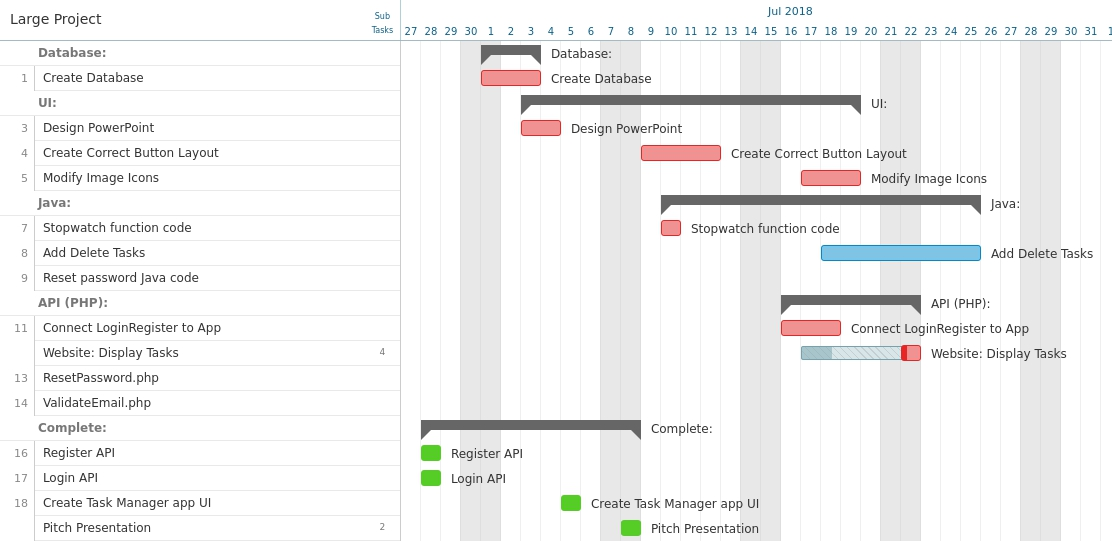 Large Project
Sub
Tasks
Jul 2018
27 28 29 30 1 2 3 4 5 6 7 8 9 10 11 12 13 14 15 16 17 18 19 20 21 22 23 24 25 26 27 28 29 30 31 1
Database: Database:
1 Create Database Create Database
UI: UI:
3 Design PowerPoint Design PowerPoint
4 Create Correct Button Layout Create Correct Button Layout
5 Modify Image Icons Modify Image Icons
Java: Java:
7 Stopwatch function code Stopwatch function code
8 Add Delete Tasks Add Delete Tasks
9 Reset password Java code
API (PHP): API (PHP):
11 Connect LoginRegister to App Connect LoginRegister to App
Website: Display Tasks 4 Website: Display Tasks
13 ResetPassword.php
14 ValidateEmail.php
Complete: Complete:
16 Register API Register API
17 Login API Login API
18 Create Task Manager app UI Create Task Manager app UI
Pitch Presentation 2 Pitch Presentation